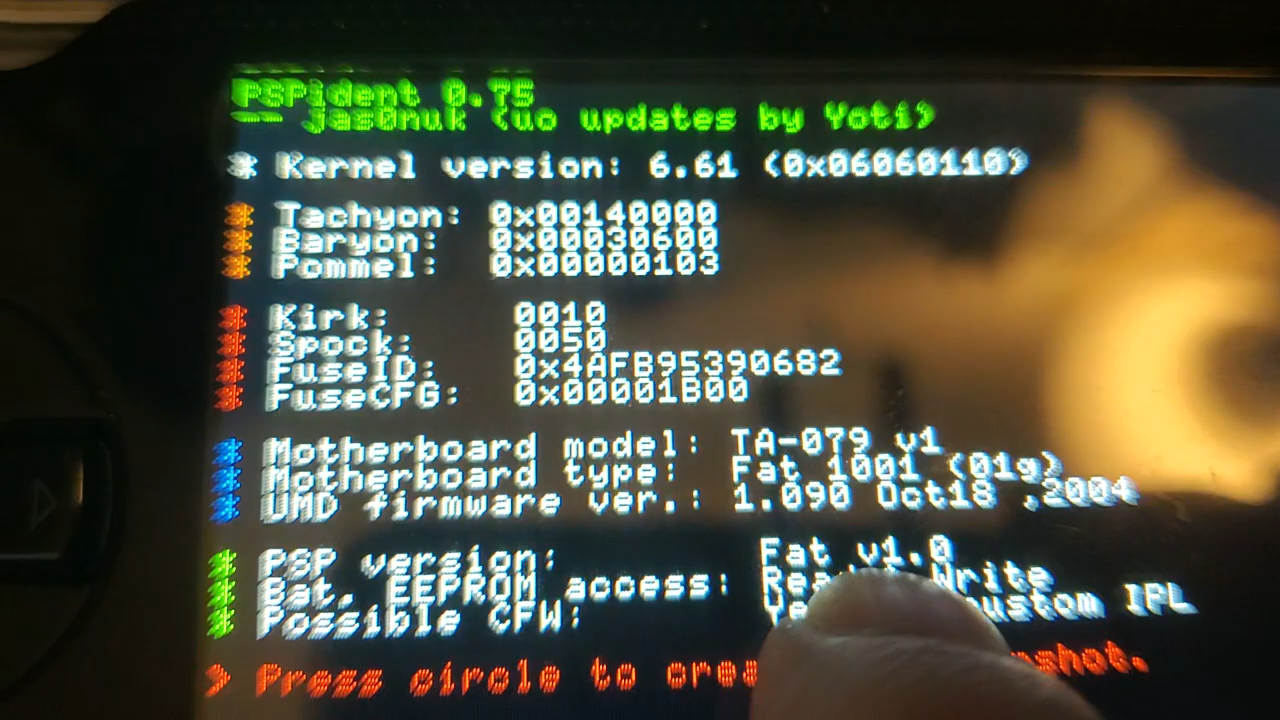 PSPident 0.75
-- jas0nuk (uo updates by Yoti)
* Kernel version: 6.61 (0x06060110)
* Tachyon: 0x00140000
* Baryon: 0x00030600
* Pommel: 0x00000103
* Kirk: 0010
* Spock: 0050
* FuseID: 0x4AFB95390682
* FuseCFG: 0x00001B00
* Motherboard model: TA-079 v1
* Motherboard type: Fat 1001 (01g)
* UMD firmware ver.: 1.090 Oct18 ,2004
* PSP version: Fat v1.0
* Bat. EEPROM access: Write
* Possible CFW: IPL
> Press circle to